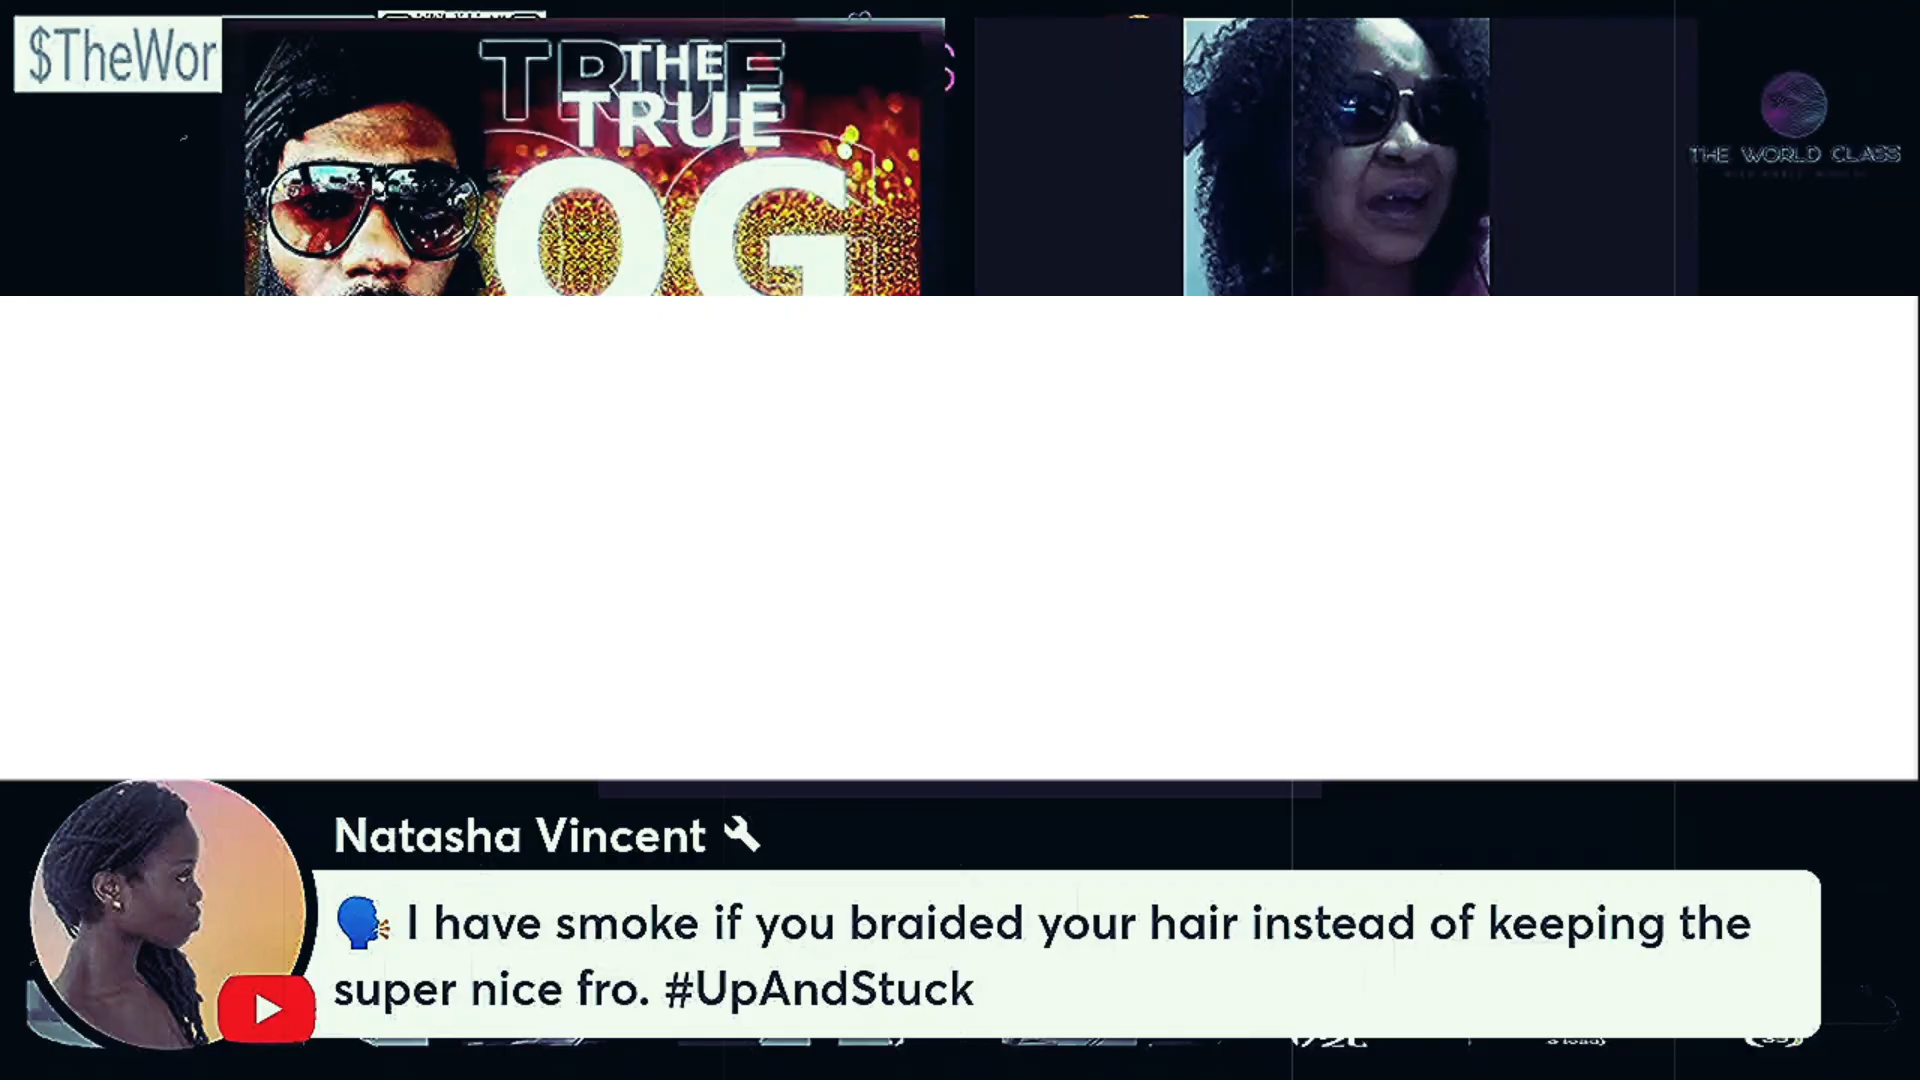 $TheWor
TRUE
THE
TRUE
OG
THE WORLD CLASS
Natasha Vincent
🗣 I have smoke if you braided your hair instead of keeping the
super nice fro. #UpAndStuck